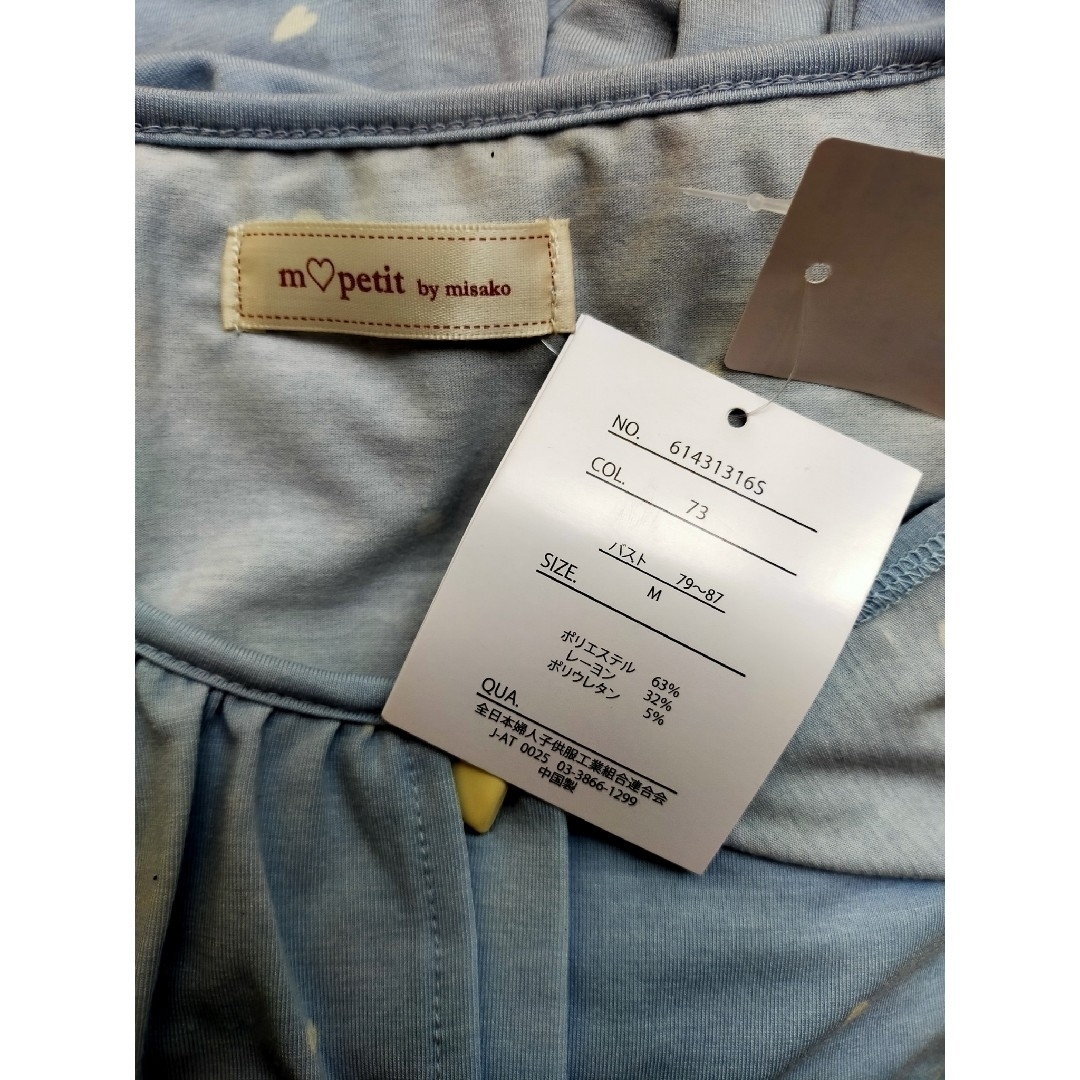 m♡petit by misako
NO. 61431316S
COL. 73
バスト 79〜87
SIZE. M
ポリエステル 63%
レーヨン 32%
ポリウレタン 5%
QUA.
全日本婦人子供服工業組合連合会
J-AT 0025 03-3866-1299
中国製